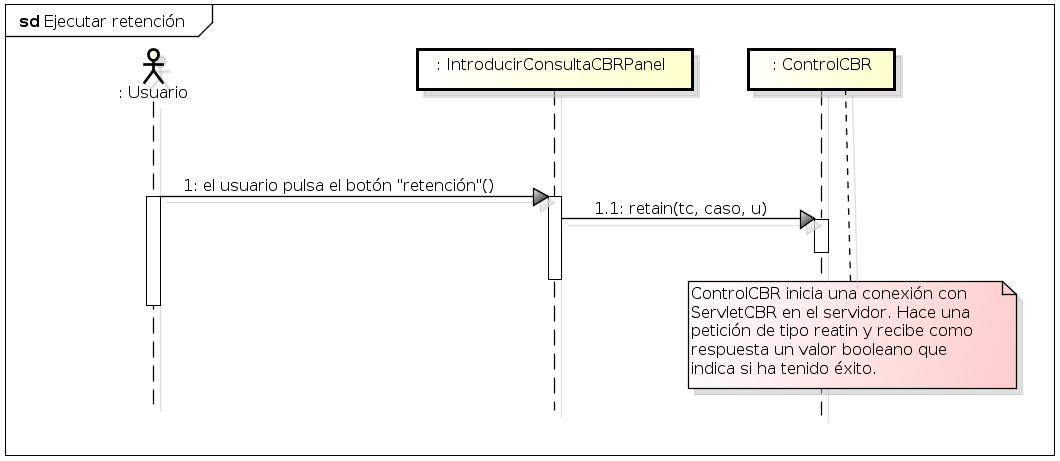 sd Ejecutar retención
: Usuario
: IntroducirConsultaCBRPanel
: ControlCBR
1: el usuario pulsa el botón "retención"()
1.1: retain(tc, caso, u)
ControlCBR inicia una conexión con
ServletCBR en el servidor. Hace una
petición de tipo reatin y recibe como
respuesta un valor booleano que
indica si ha tenido éxito.